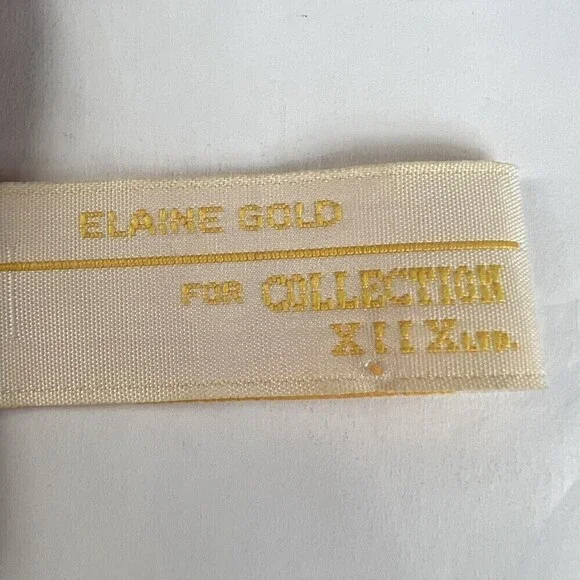 ELAINE GOLD
FOR COLLECTION
XIIX LTD.